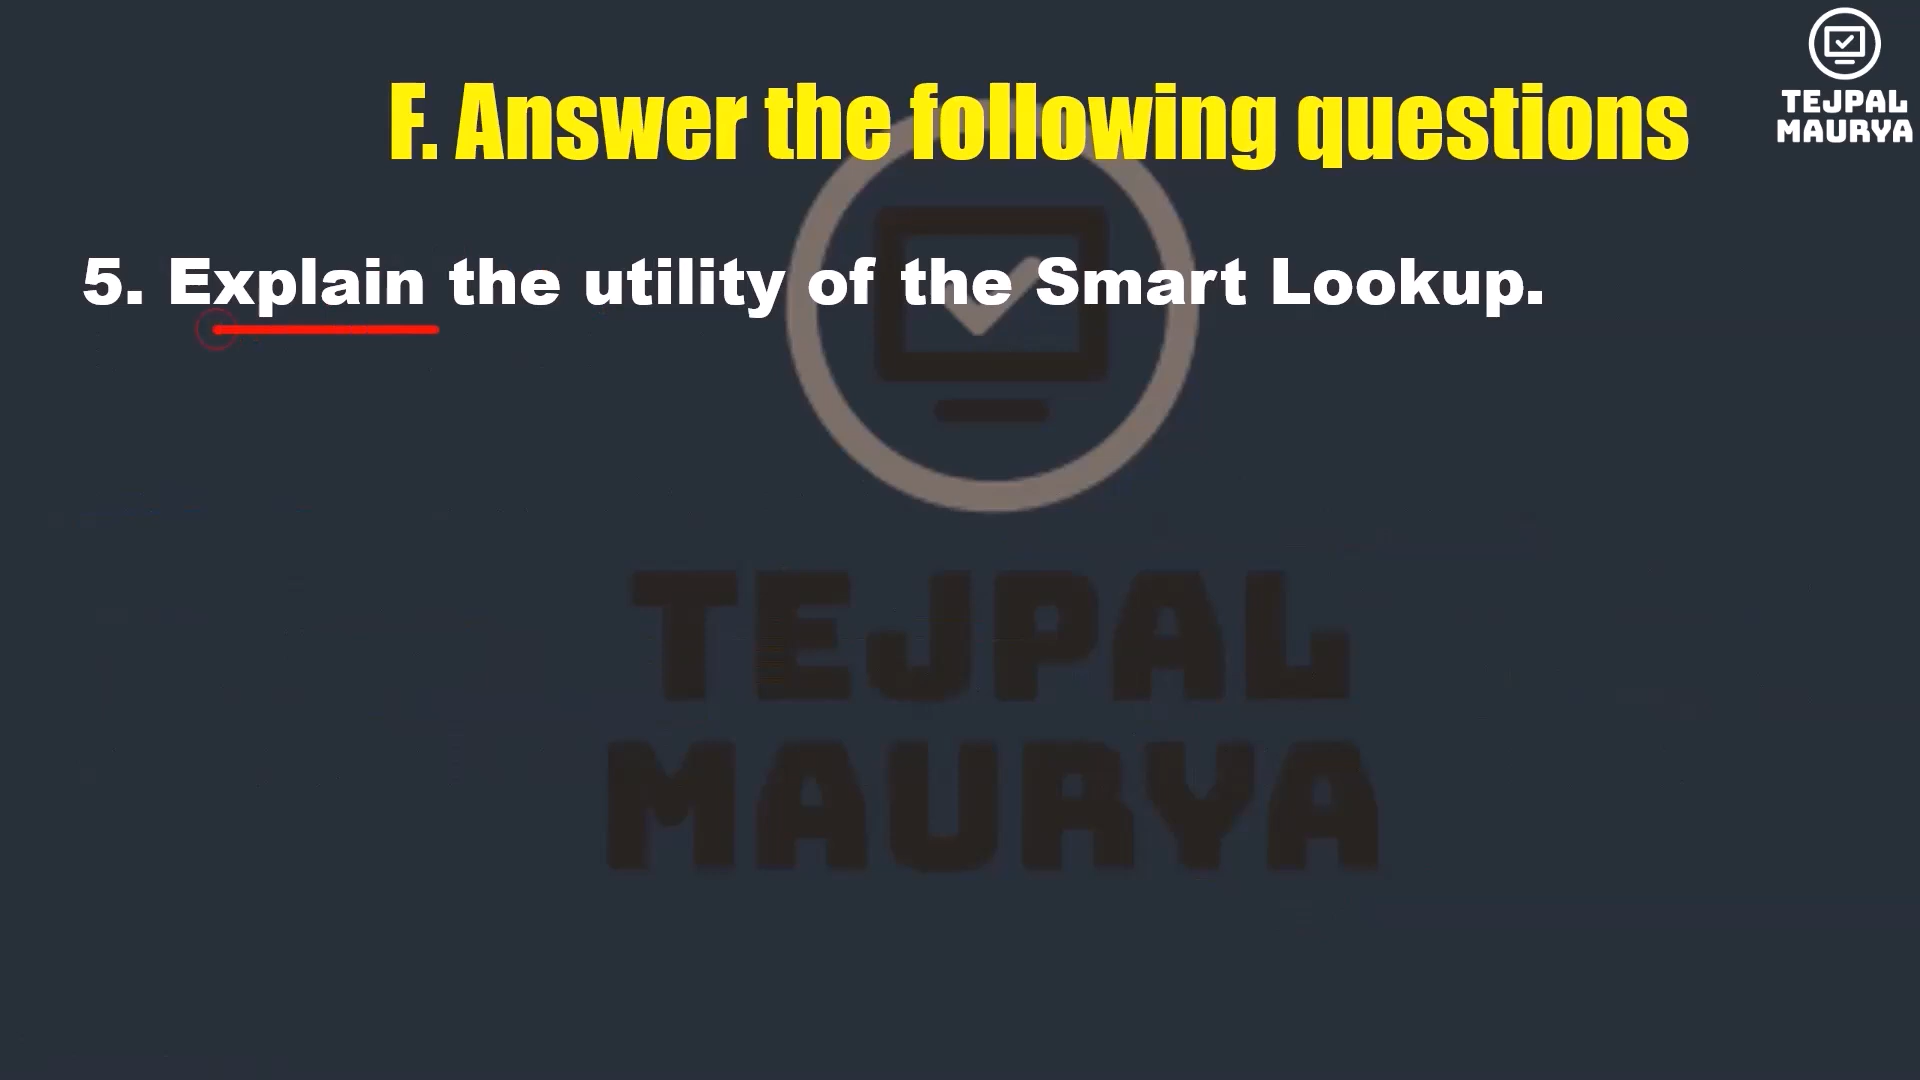 TEJPAL
MAURYA
F. Answer the following questions
5. Explain the utility of the Smart Lookup.
TEJPAL
MAURYA